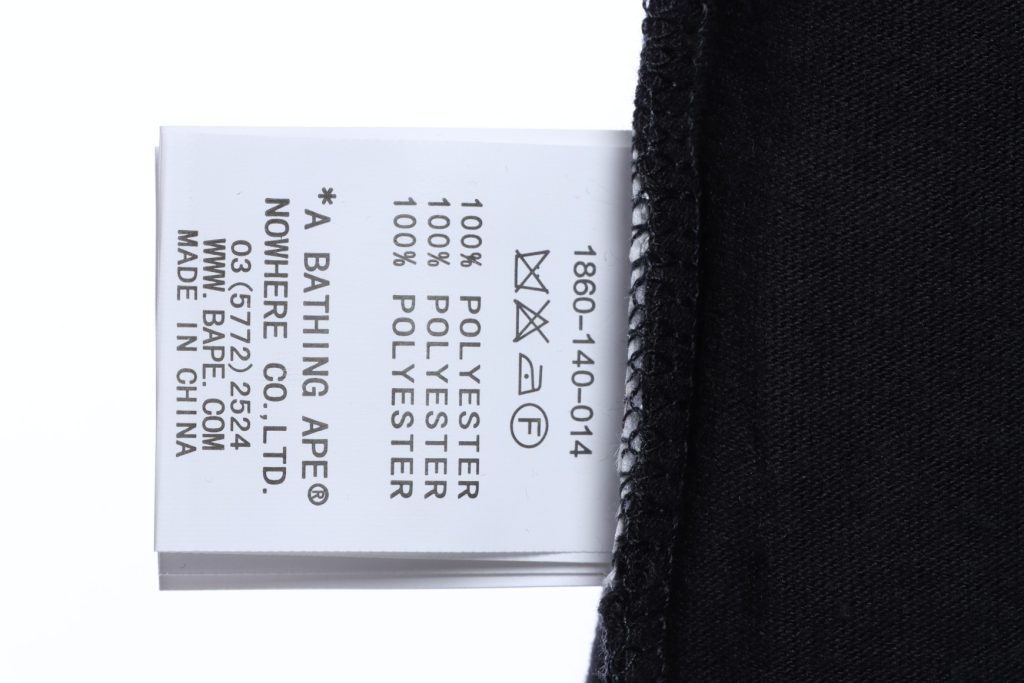 1860-140-014
F
100% POLYESTER
100% POLYESTER
100% POLYESTER
*A BATHING APE®
NOWHERE CO.,LTD.
03(5772)2524
WWW.BAPE.COM
MADE IN CHINA